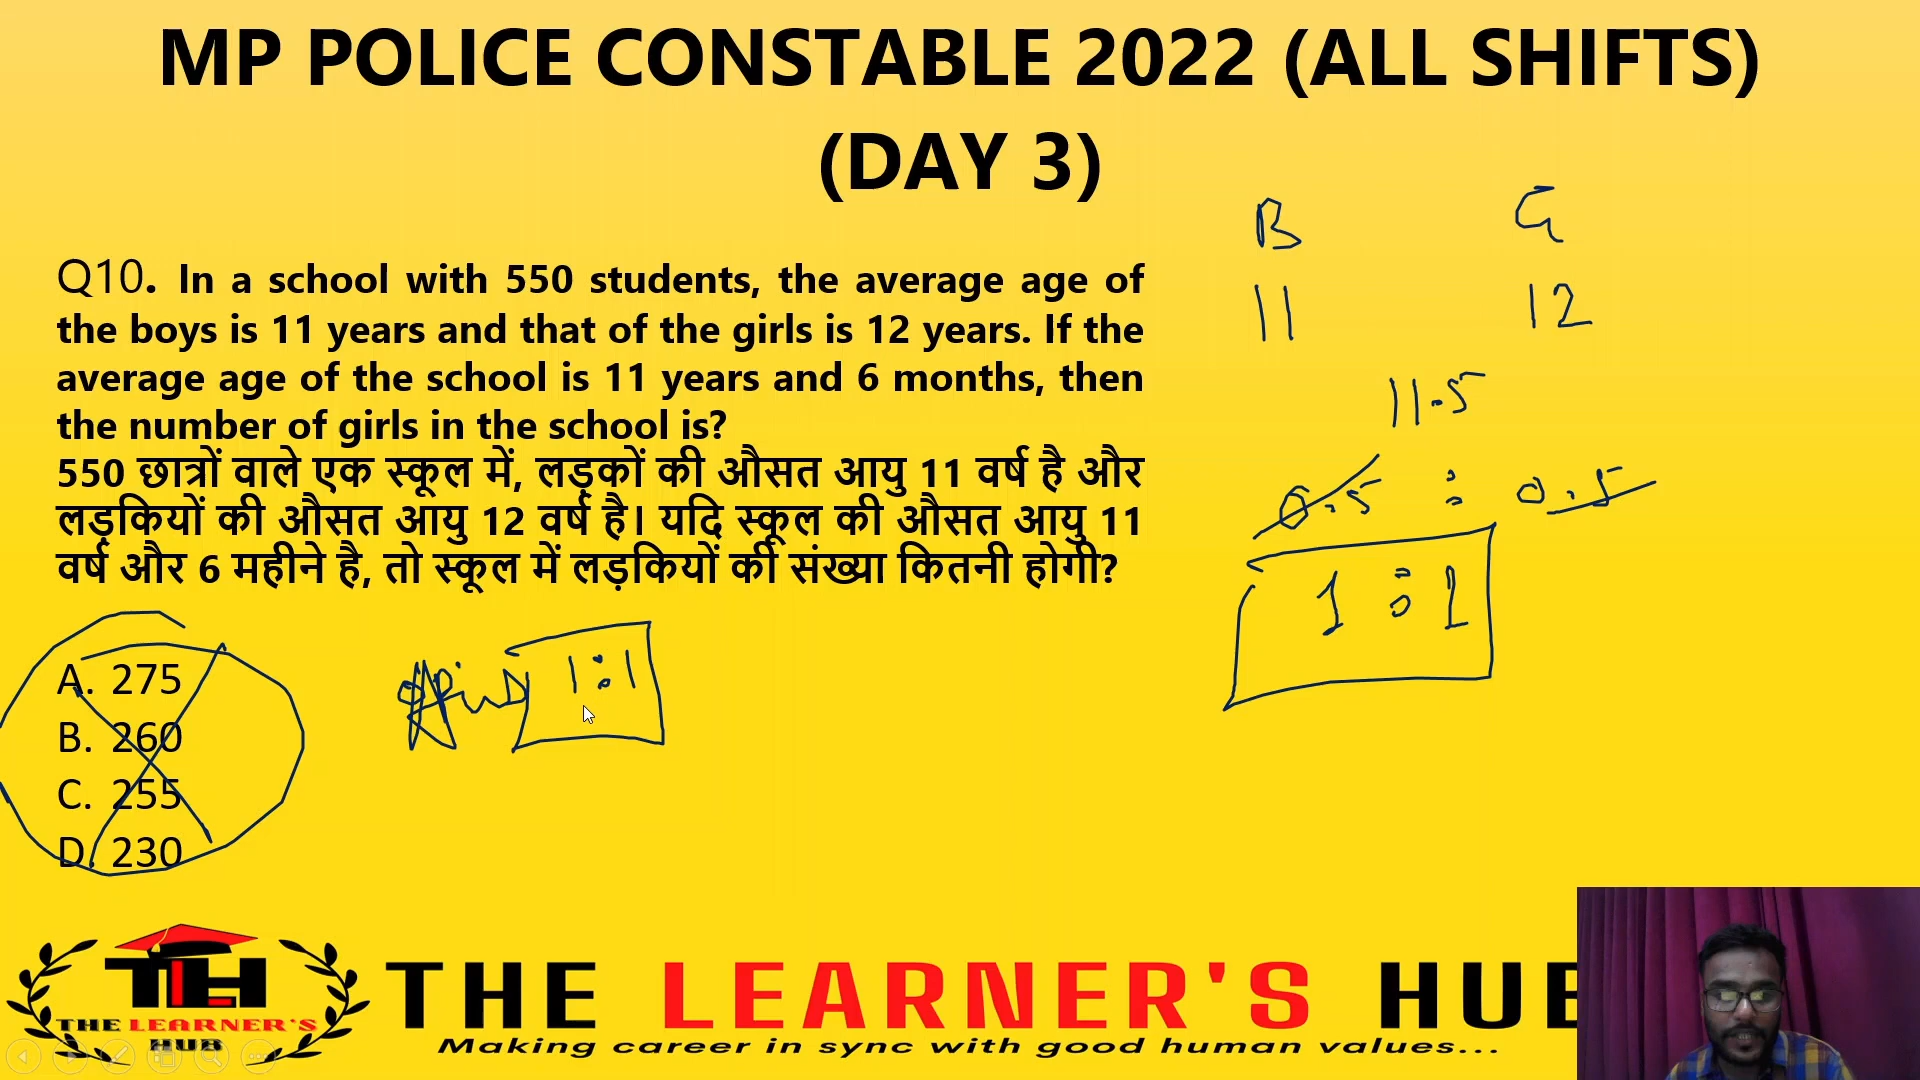 MP POLICE CONSTABLE 2022 (ALL SHIFTS)
(DAY 3)
Q10. In a school with 550 students, the average age of
the boys is 11 years and that of the girls is 12 years. If the
average age of the school is 11 years and 6 months, then
the number of girls in the school is?
550 छात्रों वाले एक स्कूल में, लड़कों की औसत आयु 11 वर्ष है और
लड़कियों की औसत आयु 12 वर्ष है। यदि स्कूल की औसत आयु 11
वर्ष और 6 महीने है, तो स्कूल में लड़कियों की संख्या कितनी होगी?
A. 275
B. 260
C. 255
D. 230
1:1
B G
11 12
11.5
0.5 : 0.5
1 : 1
TLH
THE LEARNER'S
HUB
THE LEARNER'S HUB
Making career in sync with good human values...